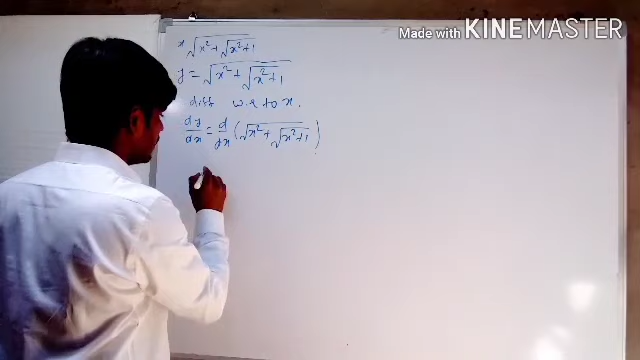 Made with KINEMASTER
* √(x² + √(x²+1))
y = √(x² + √(x²+1))
diff w.r to x.
dy/dx = d/dx (√(x² + √(x²+1)))